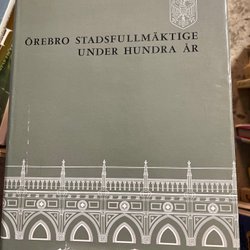 ÖREBRO STADSFULLMÄKTIGE
UNDER HUNDRA ÅR